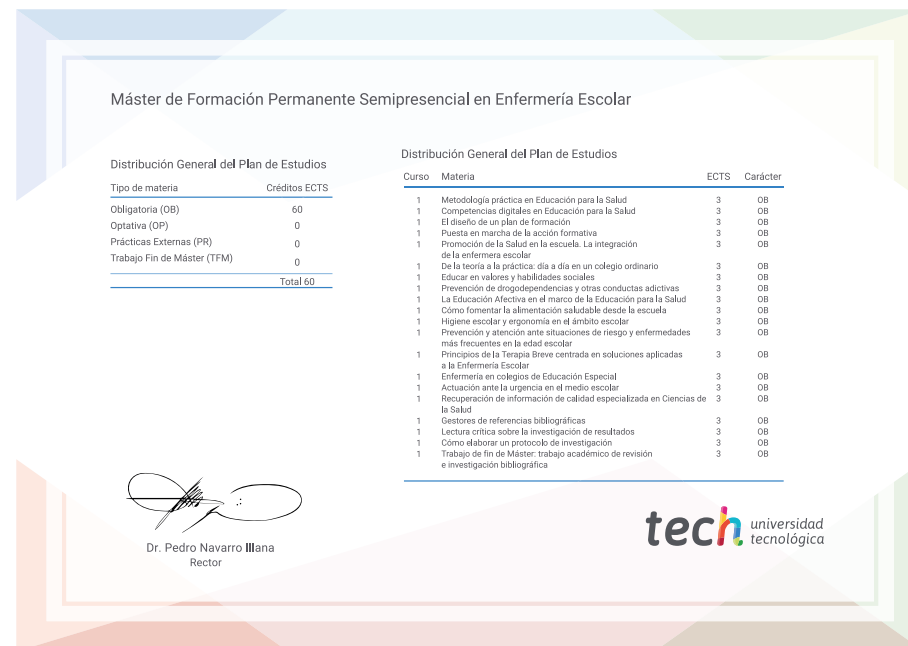 Máster de Formación Permanente Semipresencial en Enfermería Escolar
Distribución General del Plan de Estudios
Tipo de materia Créditos ECTS
Obligatoria (OB) 60
Optativa (OP) 0
Prácticas Externas (PR) 0
Trabajo Fin de Máster (TFM) 0
Total 60
Distribución General del Plan de Estudios
Curso Materia ECTS Carácter
1 Metodología práctica en Educación para la Salud 3 OB
1 Competencias digitales en Educación para la Salud 3 OB
1 El diseño de un plan de formación 3 OB
1 Puesta en marcha de la acción formativa 3 OB
1 Promoción de la Salud en la escuela. La integración 3 OB
de la enfermera escolar
1 De la teoría a la práctica: día a día en un colegio ordinario 3 OB
1 Educar en valores y habilidades sociales 3 OB
1 Prevención de drogodependencias y otras conductas adictivas 3 OB
1 La Educación Afectiva en el marco de la Educación para la Salud 3 OB
1 Cómo fomentar la alimentación saludable desde la escuela 3 OB
1 Higiene escolar y ergonomía en el ámbito escolar 3 OB
1 Prevención y atención ante situaciones de riesgo y enfermedades 3 OB
más frecuentes en la edad escolar
1 Principios de la Terapia Breve centrada en soluciones aplicadas 3 OB
a la Enfermería Escolar
1 Enfermería en colegios de Educación Especial 3 OB
1 Actuación ante la urgencia en el medio escolar 3 OB
1 Recuperación de información de calidad especializada en Ciencias de 3 OB
la Salud
1 Gestores de referencias bibliográficas 3 OB
1 Lectura crítica sobre la investigación de resultados 3 OB
1 Cómo elaborar un protocolo de investigación 3 OB
1 Trabajo de fin de Máster: trabajo académico de revisión 3 OB
e investigación bibliográfica
Dr. Pedro Navarro Illana
Rector
tech universidad
tecnológica